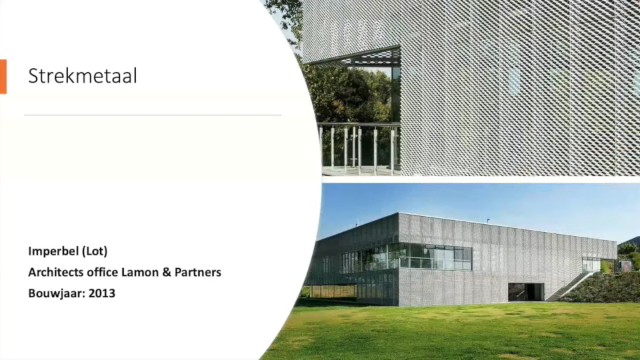 Strekmetaal
Imperbel (Lot)
Architects office Lamon & Partners
Bouwjaar: 2013